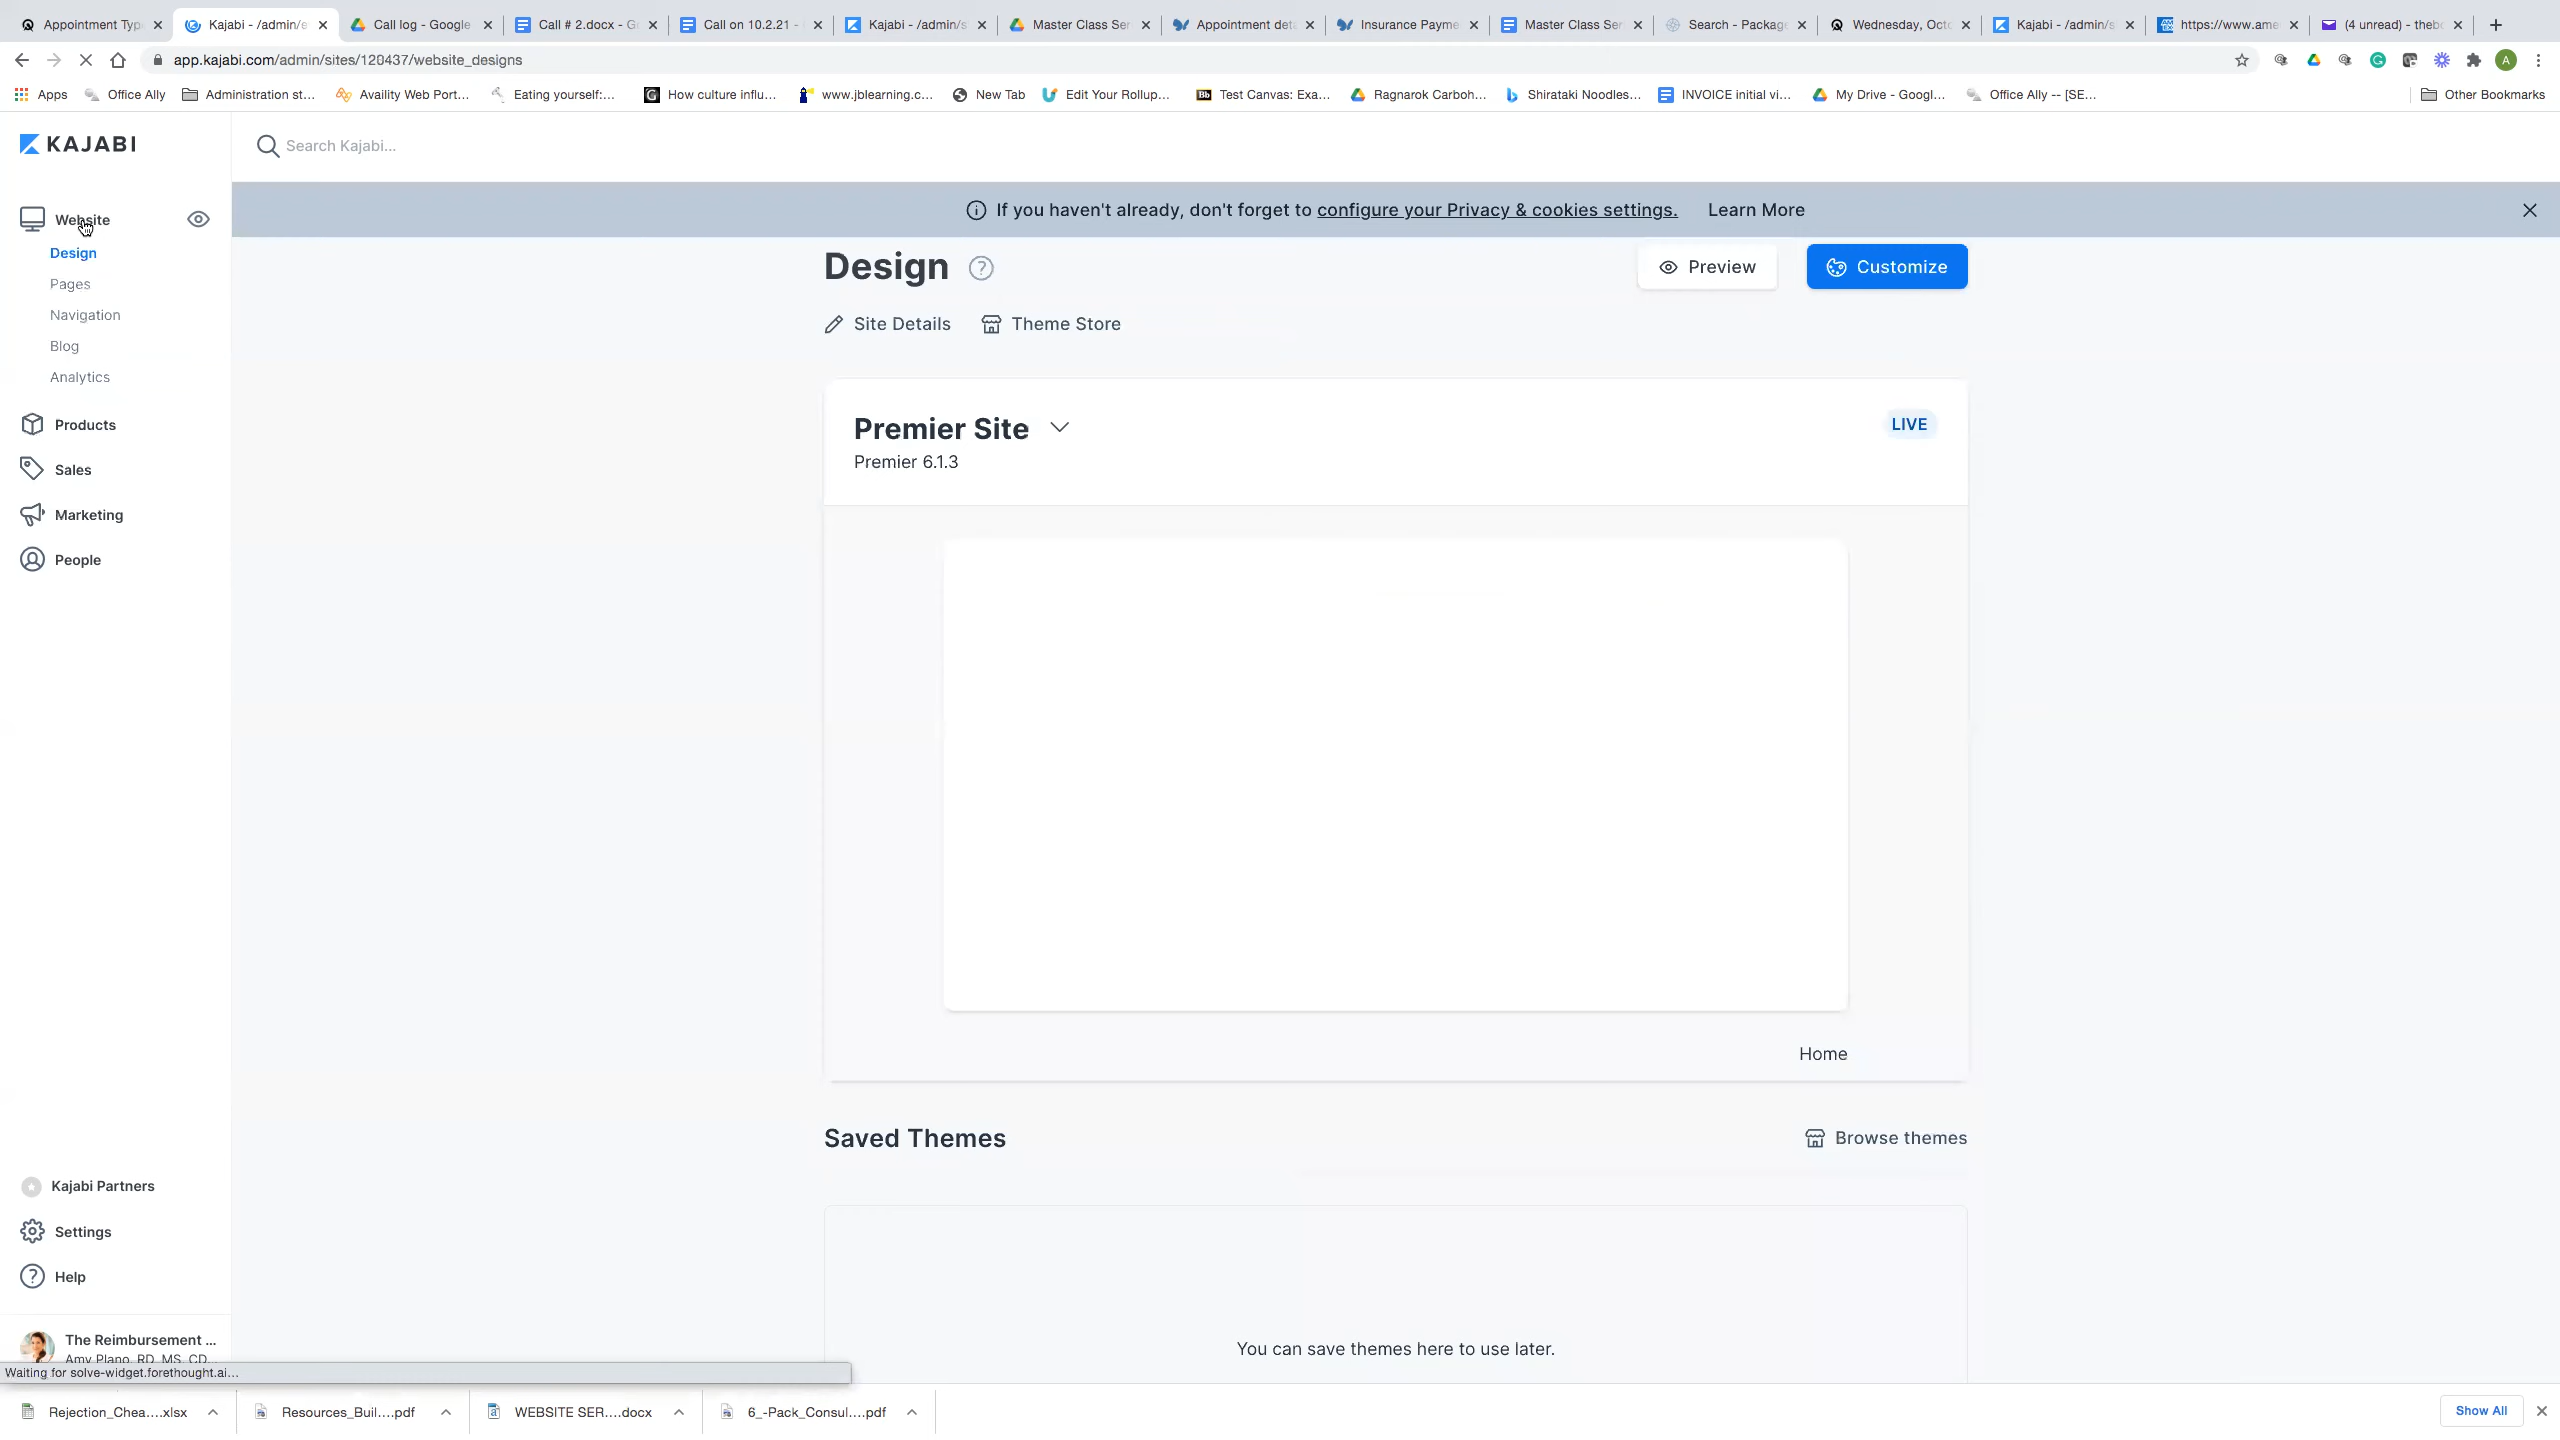 Appointment Typ
Kajabi - /admin/e
Call log - Google
Call # 2.docx - G
Call on 10.2.21 -
Kajabi - /admin/s
Master Class Ser
Appointment deta
Insurance Payme
Master Class Ser
Search - Package
Wednesday, Octo
Kajabi - /admin/s
https://www.ame
(4 unread) - thebo
app.kajabi.com/admin/sites/120437/website_designs
A
Apps
Office Ally
Administration st...
Availity Web Port...
Eating yourself:...
How culture influ...
www.jblearning.c...
New Tab
Edit Your Rollup...
Test Canvas: Exa...
Ragnarok Carboh...
Shirataki Noodles...
INVOICE initial vi...
My Drive - Googl...
Office Ally -- [SE...
Other Bookmarks
KAJABI
Search Kajabi...
If you haven't already, don't forget to configure your Privacy & cookies settings. Learn More
Website
Design
Pages
Navigation
Blog
Analytics
Products
Sales
Marketing
People
Kajabi Partners
Settings
Help
The Reimbursement ...
Amy Plano, RD, MS, CD...
Waiting for solve-widget.forethought.ai...
Design
Preview
Customize
Site Details
Theme Store
Premier Site
LIVE
Premier 6.1.3
Home
Saved Themes
Browse themes
You can save themes here to use later.
Rejection_Chea....xlsx
Resources_Buil....pdf
WEBSITE SER....docx
6_-Pack_Consul....pdf
Show All